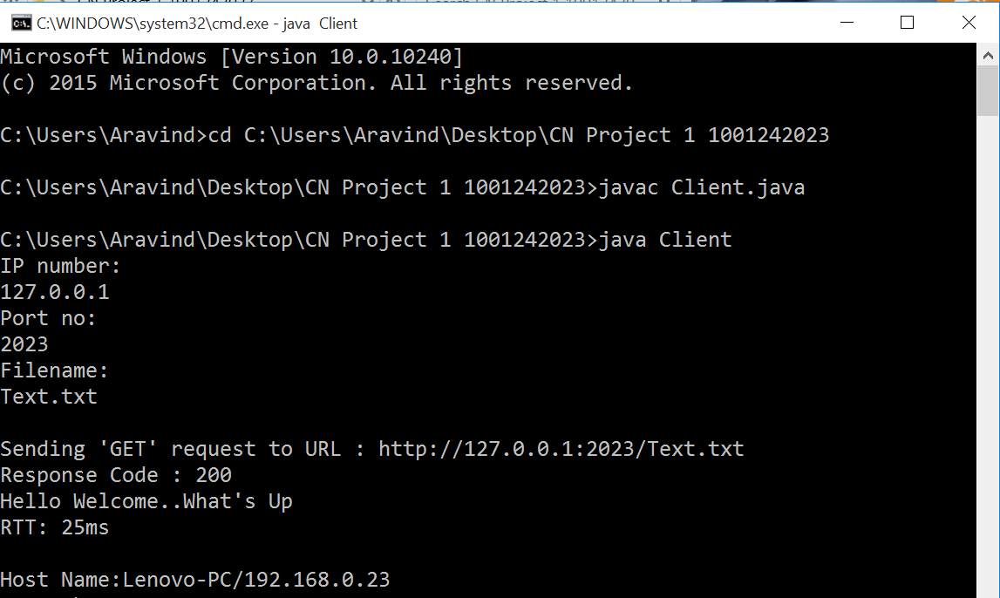 C:\WINDOWS\system32\cmd.exe - java  Client
Microsoft Windows [Version 10.0.10240]
(c) 2015 Microsoft Corporation. All rights reserved.
C:\Users\Aravind>cd C:\Users\Aravind\Desktop\CN Project 1 1001242023
C:\Users\Aravind\Desktop\CN Project 1 1001242023>javac Client.java
C:\Users\Aravind\Desktop\CN Project 1 1001242023>java Client
IP number:
127.0.0.1
Port no:
2023
Filename:
Text.txt
Sending 'GET' request to URL : http://127.0.0.1:2023/Text.txt
Response Code : 200
Hello Welcome..What's Up
RTT: 25ms
Host Name:Lenovo-PC/192.168.0.23